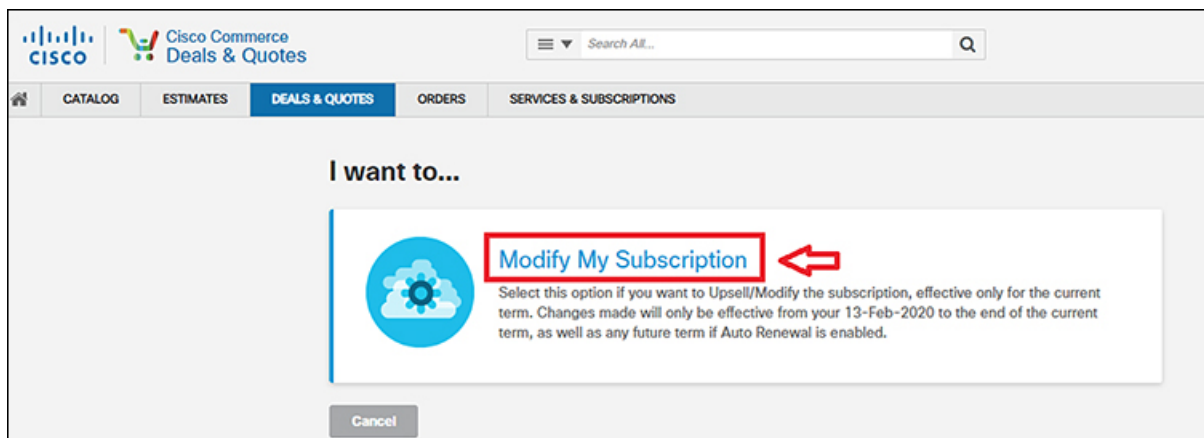 CISCO
Cisco Commerce
Deals & Quotes
Search All...
CATALOG
ESTIMATES
DEALS & QUOTES
ORDERS
SERVICES & SUBSCRIPTIONS
I want to...
Modify My Subscription
Select this option if you want to Upsell/Modify the subscription, effective only for the current
term. Changes made will only be effective from your 13-Feb-2020 to the end of the current
term, as well as any future term if Auto Renewal is enabled.
Cancel